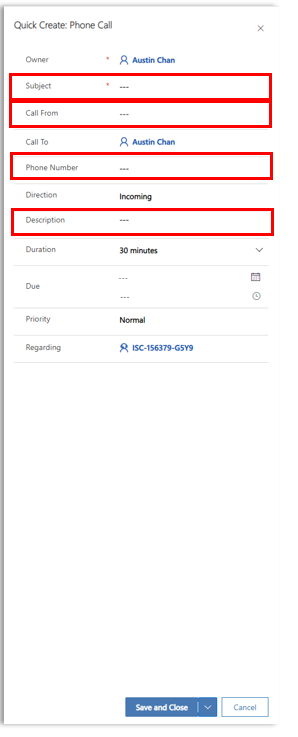 Quick Create: Phone Call
Owner * Austin Chan
Subject * ---
Call From ---
Call To Austin Chan
Phone Number ---
Direction Incoming
Description ---
Duration 30 minutes
Due ---
---
Priority Normal
Regarding ISC-156379-G5Y9
Save and Close Cancel